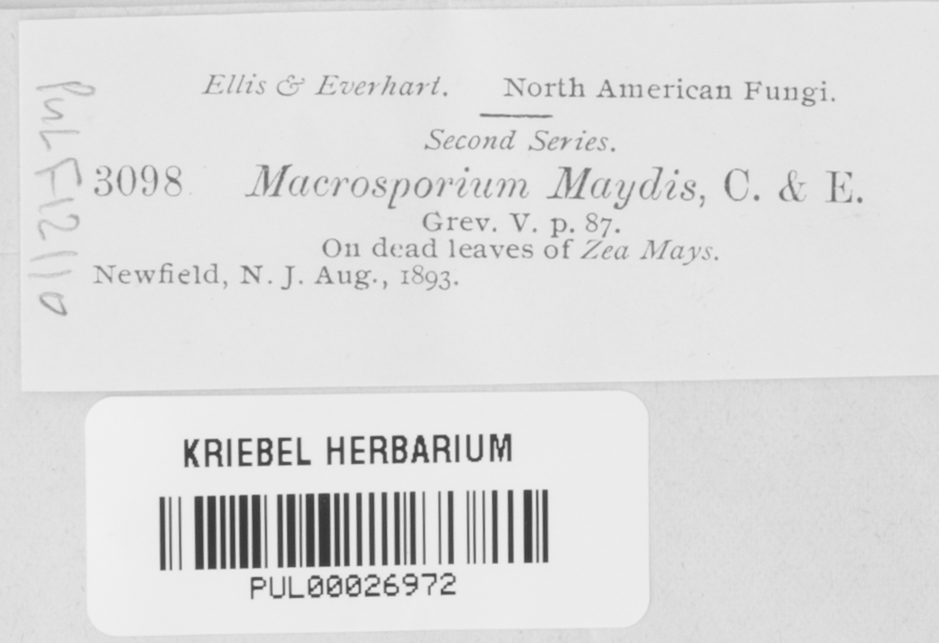 Ellis & Everhart. North American Fungi.
Second Series.
3098 Macrosporium Maydis, C. & E.
Grev. V. p. 87.
On dead leaves of Zea Mays.
Newfield, N. J. Aug., 1893.
PUL F12110
KRIEBEL HERBARIUM
PUL00026972